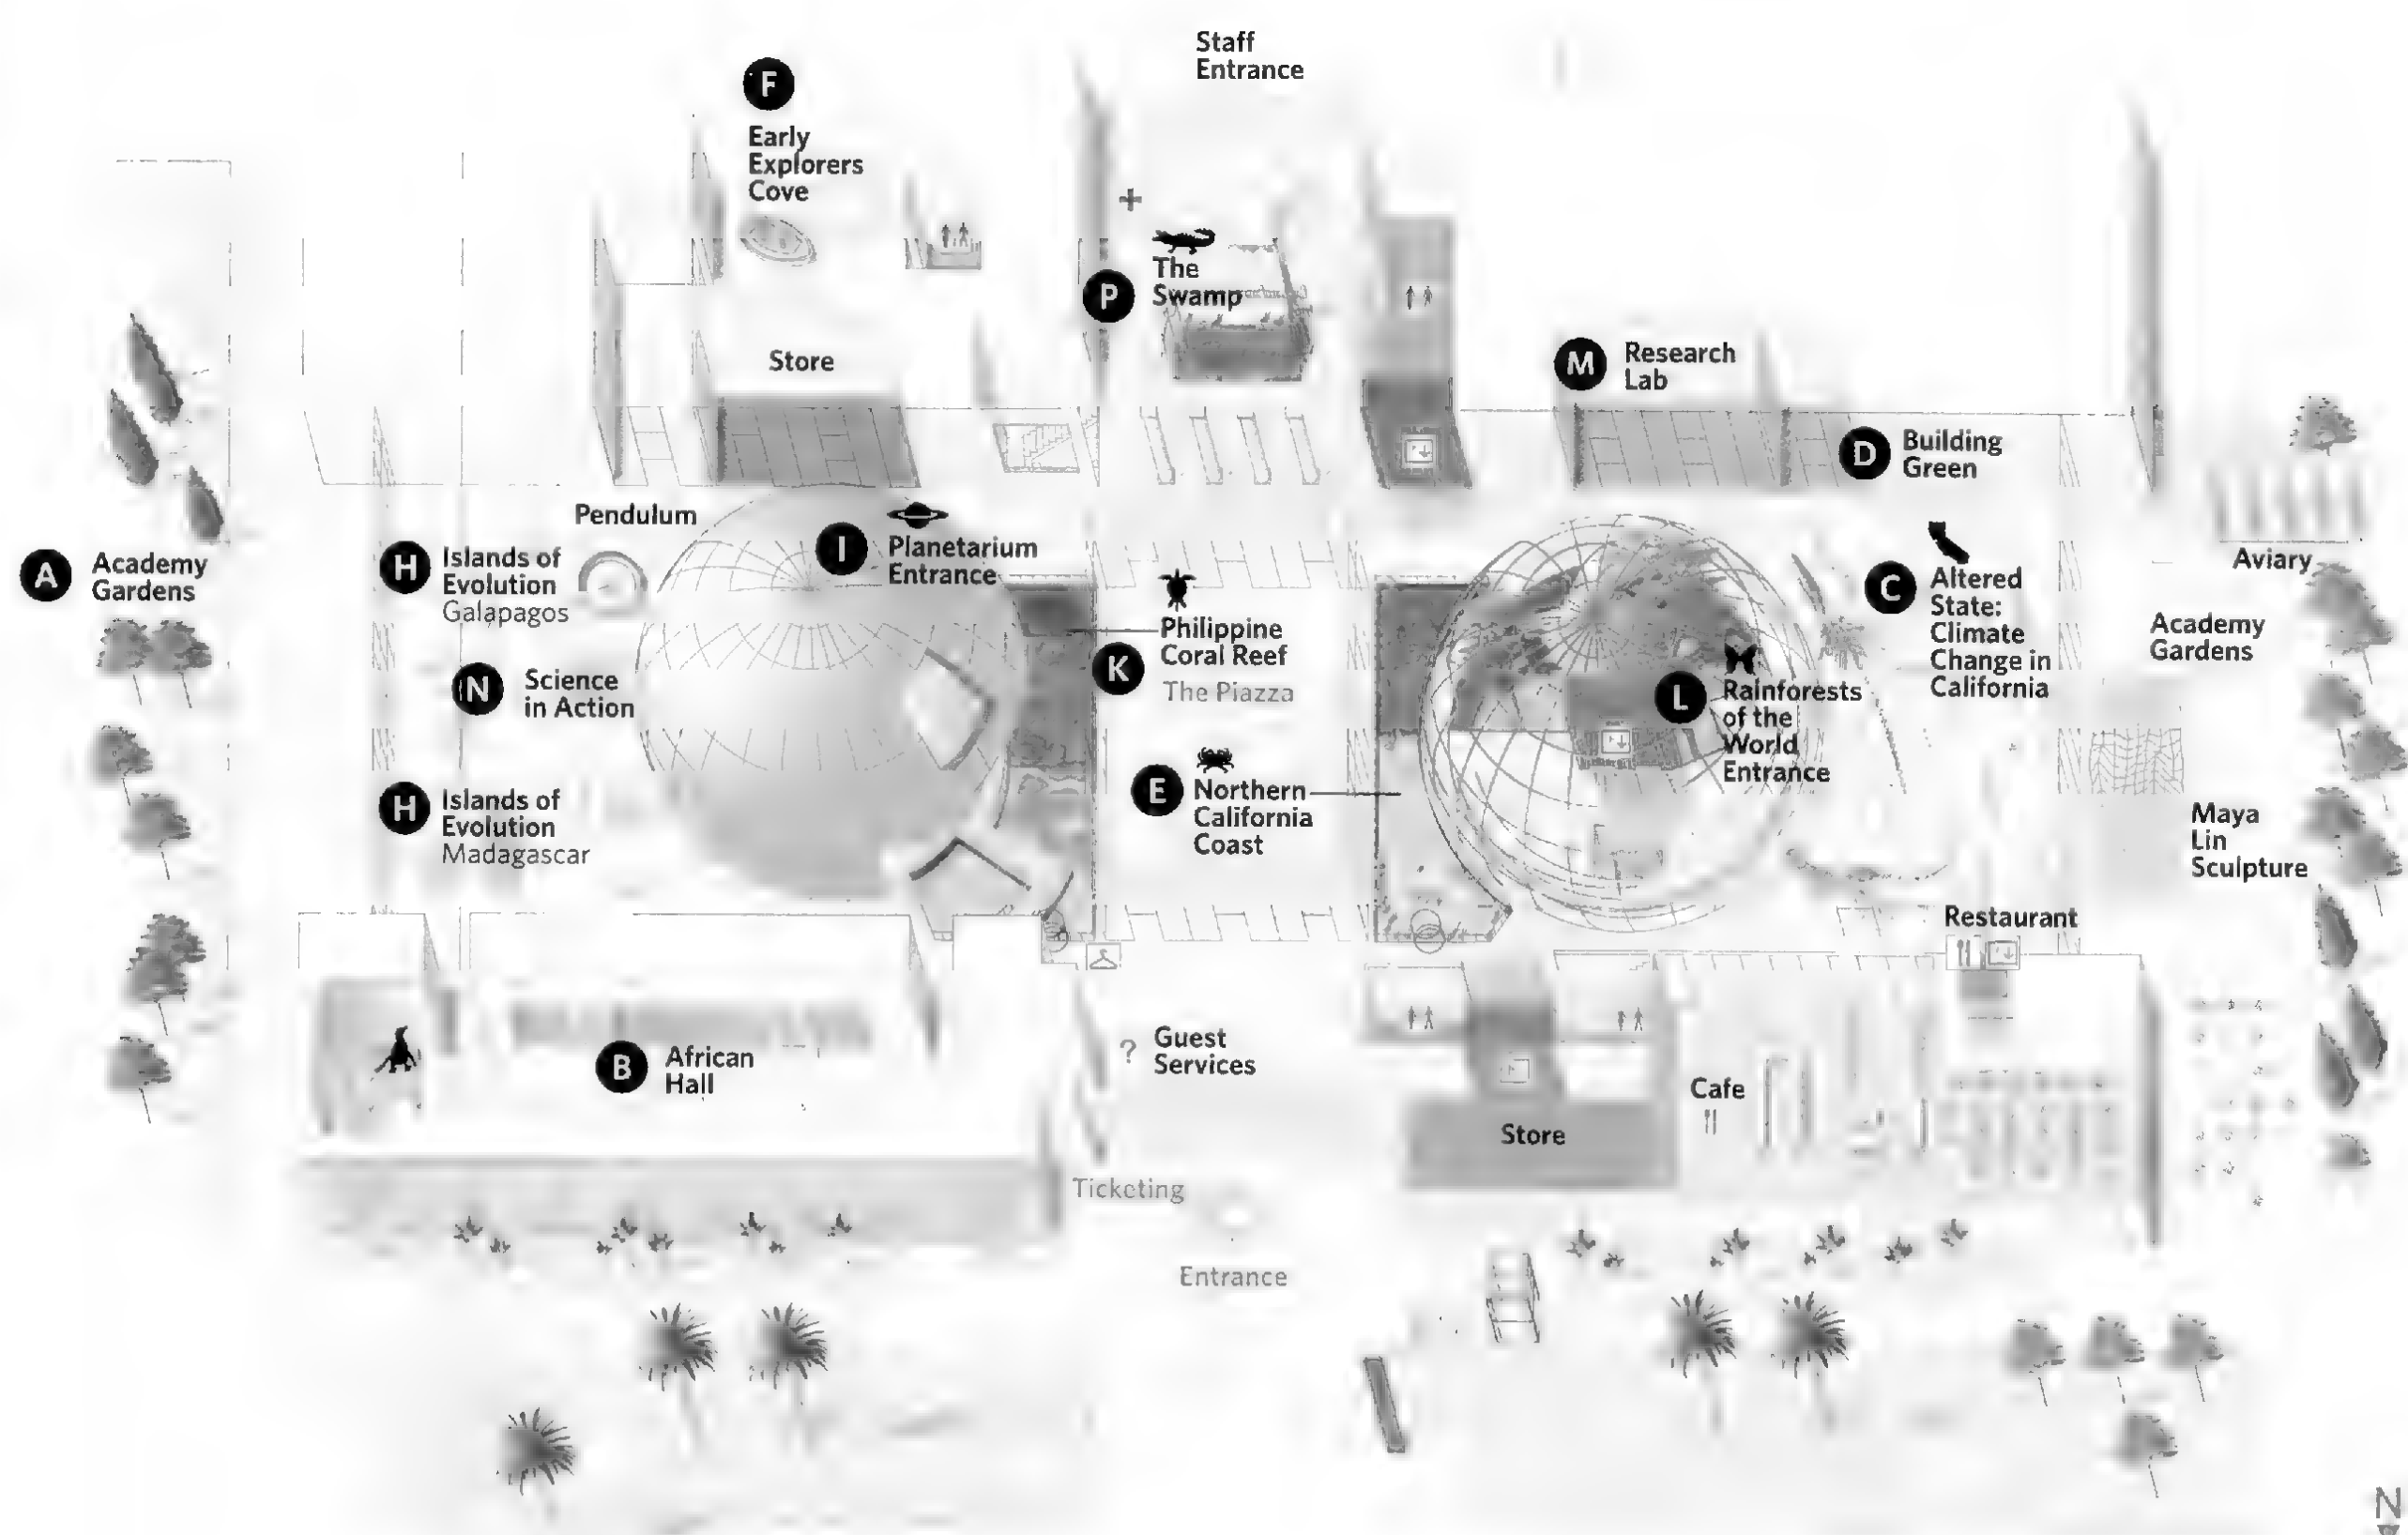 Staff
Entrance
F
Early
Explorers
Cove
P
The
Swamp
Store
M
Research
Lab
D
Building
Green
Pendulum
A
Academy
Gardens
H
Islands of
Evolution
Galapagos
I
Planetarium
Entrance
Philippine
Coral Reef
K
The Piazza
C
Altered
State:
Climate
Change in
California
Aviary
Academy
Gardens
N
Science
in Action
L
Rainforests
of the
World
Entrance
H
Islands of
Evolution
Madagascar
E
Northern
California
Coast
Maya
Lin
Sculpture
Restaurant
B
African
Hall
?
Guest
Services
Cafe
Store
Ticketing
Entrance
N